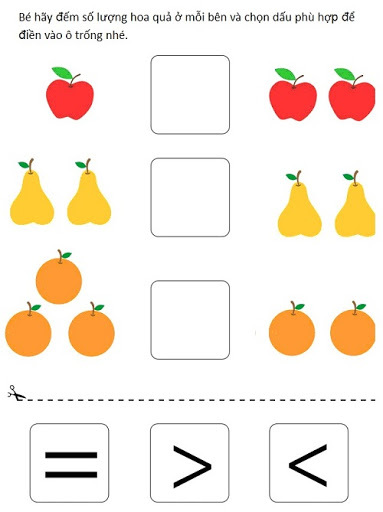 Bé hãy đếm số lượng hoa quả ở mỗi bên và chọn dấu phù hợp để
điền vào ô trống nhé.
= > <